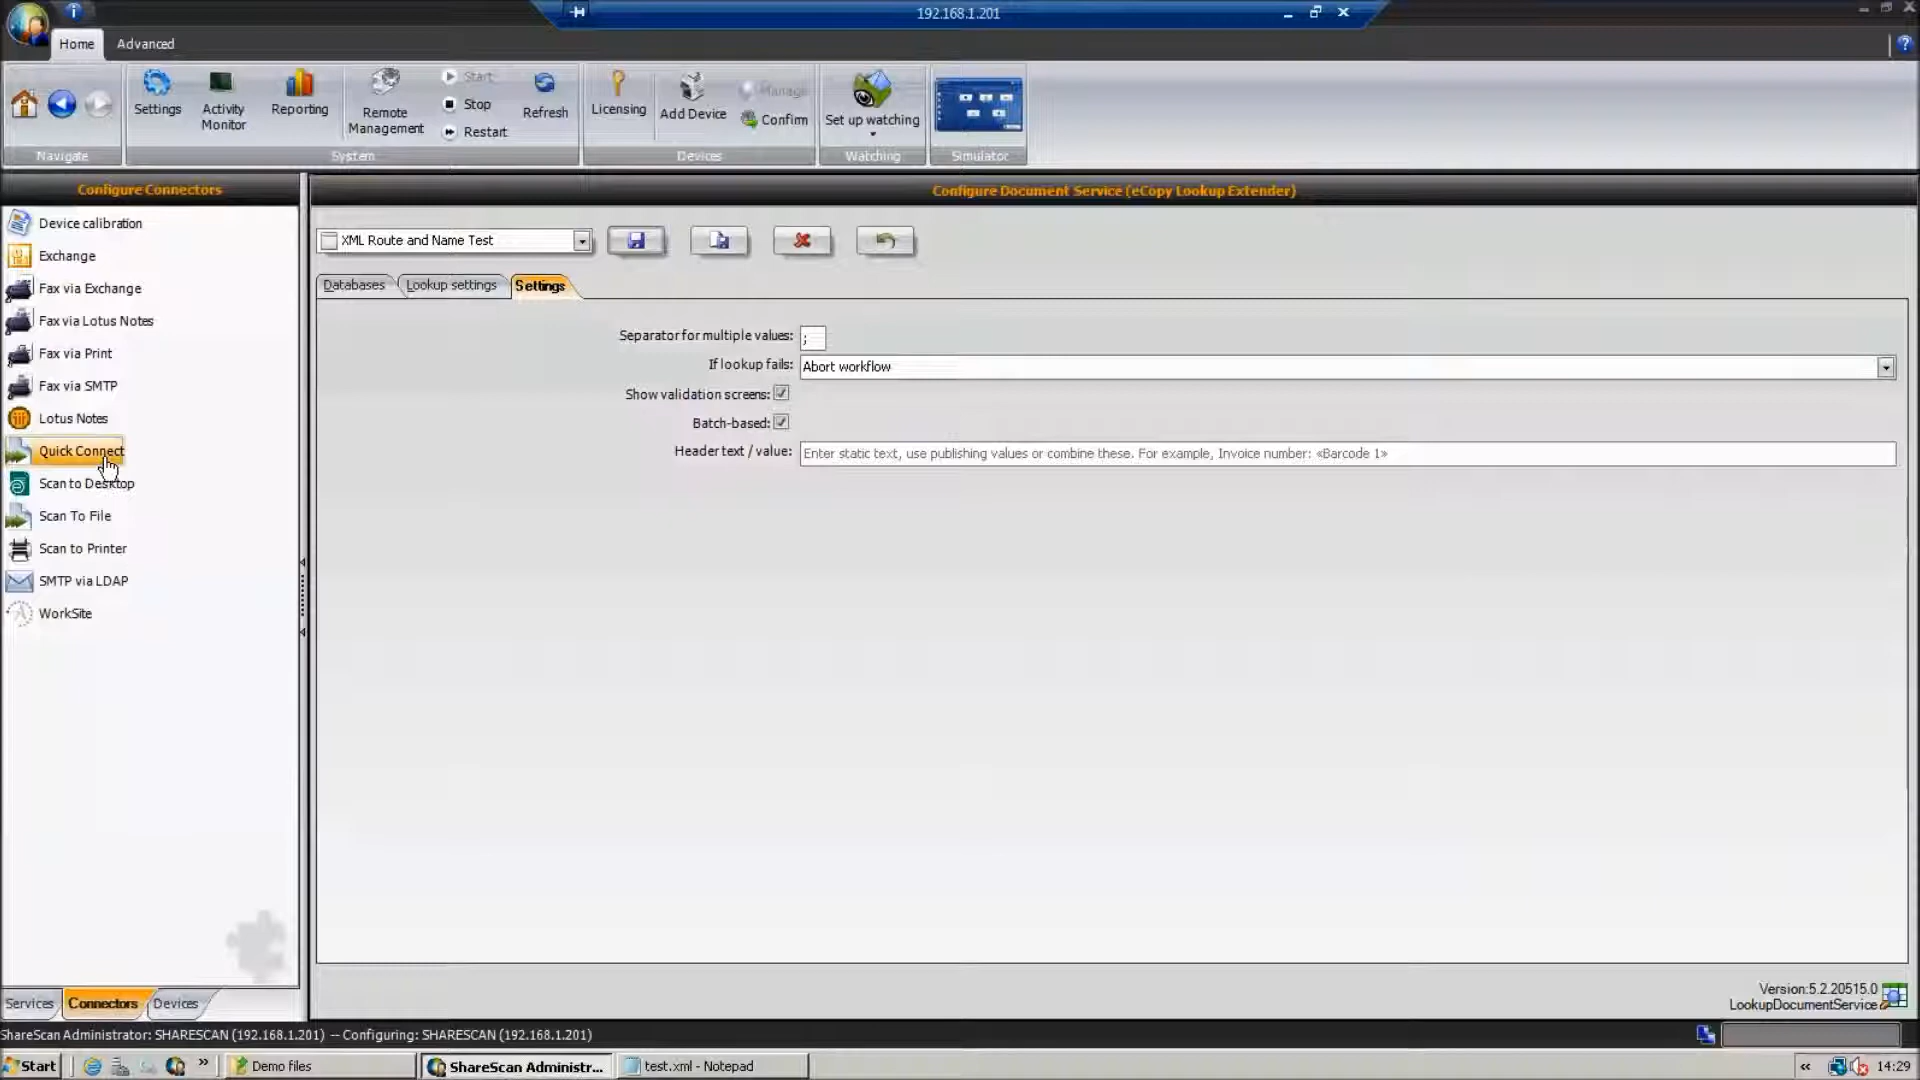 192.168.1.201
Home
Advanced
Settings
Activity
Monitor
Reporting
Remote
Management
Start
Stop
Restart
Refresh
Licensing
Add Device
Manage
Confirm
Set up watching
Navigate
System
Devices
Watching
Simulator
Configure Connectors
Configure Document Service (eCopy Lookup Extender)
Device calibration
Exchange
Fax via Exchange
Fax via Lotus Notes
Fax via Print
Fax via SMTP
Lotus Notes
Quick Connect
Scan to Desktop
Scan To File
Scan to Printer
SMTP via LDAP
WorkSite
XML Route and Name Test
Databases
Lookup settings
Settings
Separator for multiple values: ;
If lookup fails: Abort workflow
Show validation screens:
Batch-based:
Header text / value: Enter static text, use publishing values or combine these. For example, Invoice number: «Barcode 1»
Version:5.2.20515.0
LookupDocumentService
Services
Connectors
Devices
ShareScan Administrator: SHARESCAN (192.168.1.201) -- Configuring: SHARESCAN (192.168.1.201)
Start
»
Demo files
ShareScan Administr...
test.xml - Notepad
«
14:29